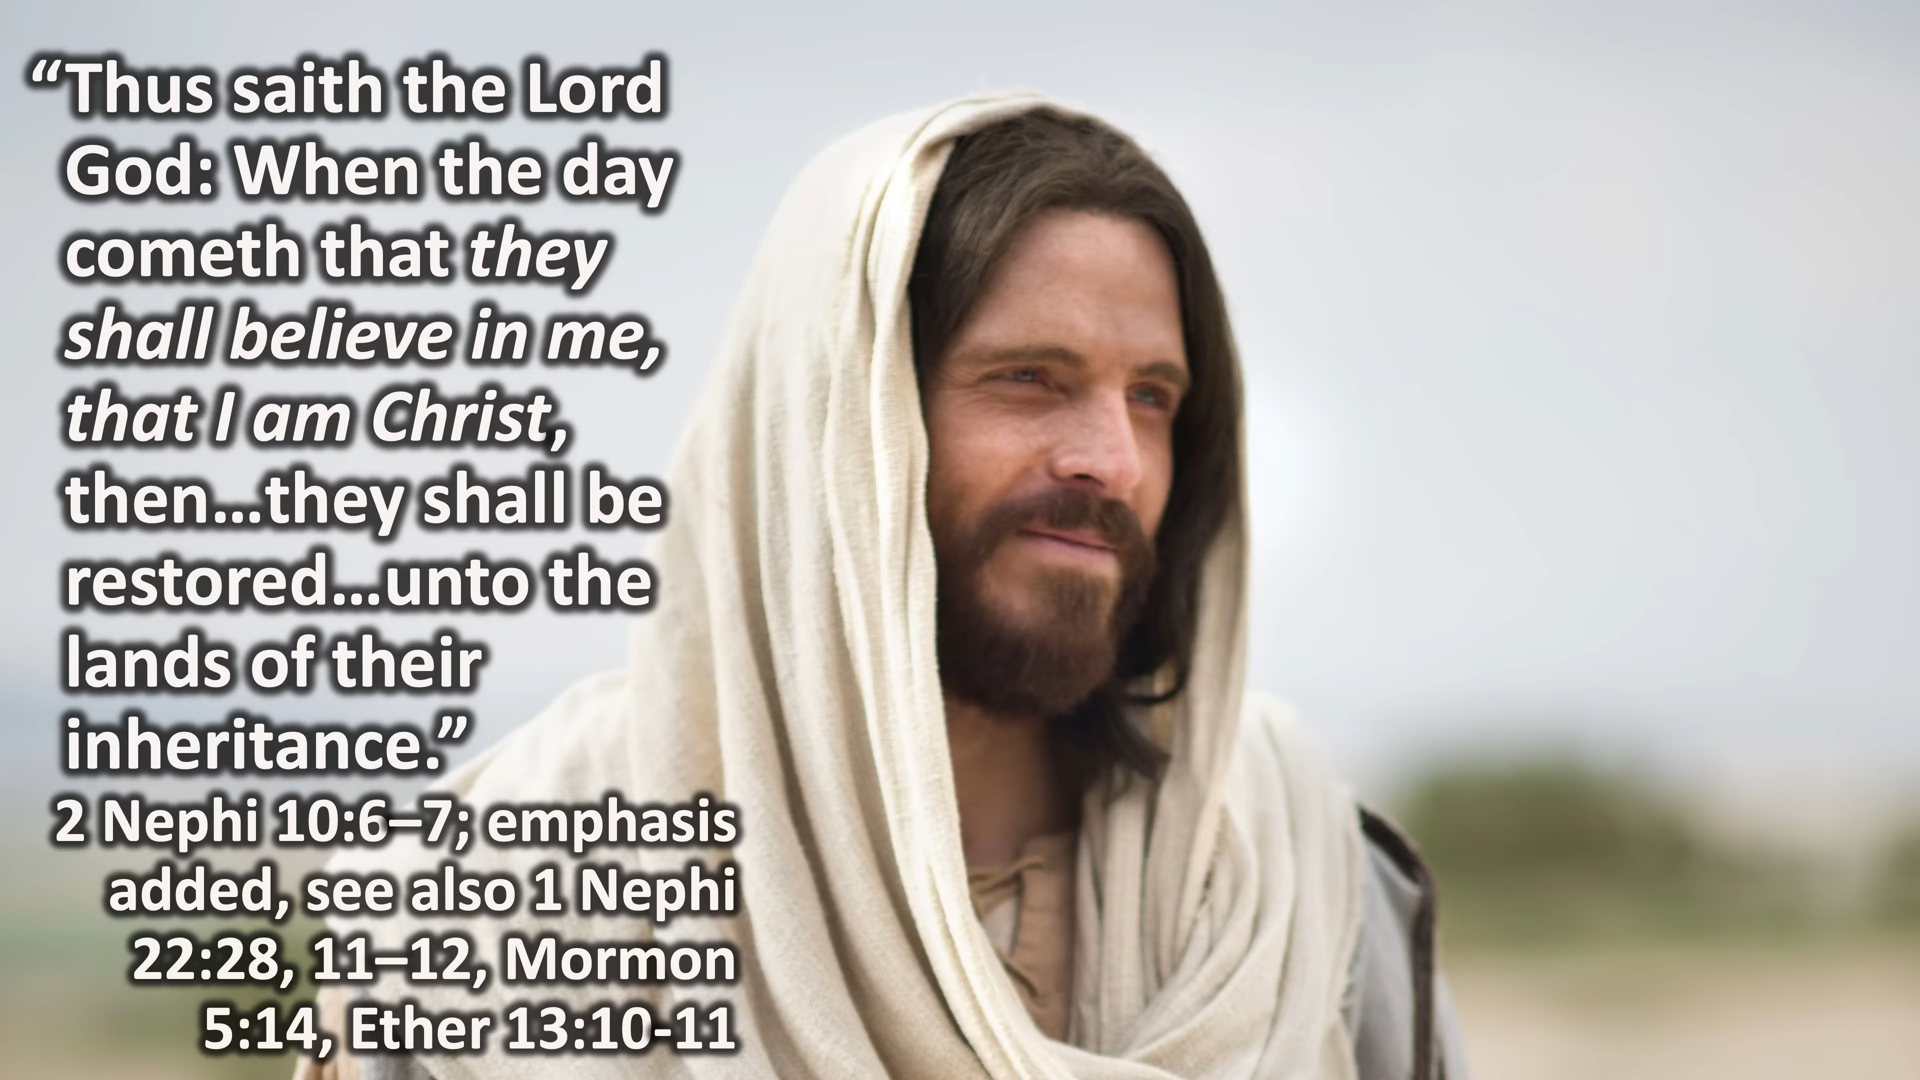 “Thus saith the Lord
God: When the day
cometh that they
shall believe in me,
that I am Christ,
then…they shall be
restored…unto the
lands of their
inheritance.”
2 Nephi 10:6–7; emphasis
added, see also 1 Nephi
22:28, 11–12, Mormon
5:14, Ether 13:10-11